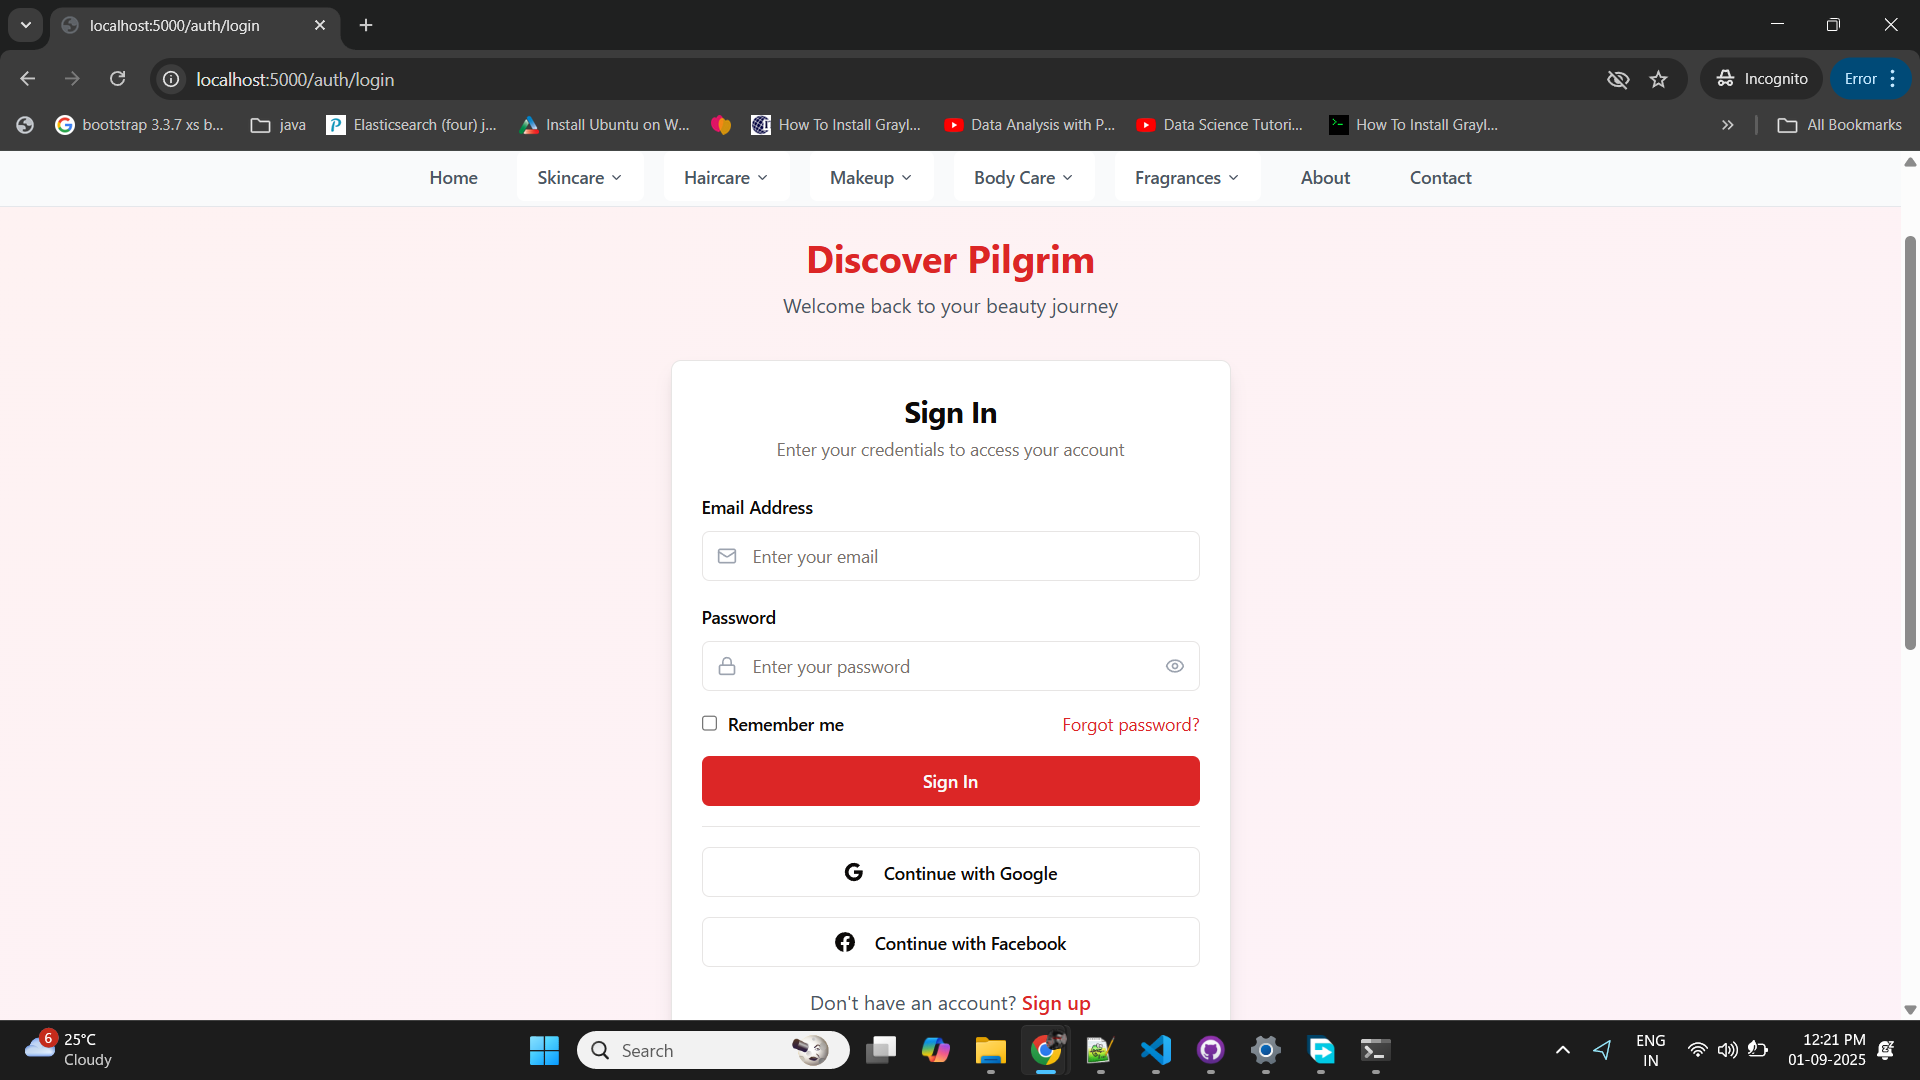 localhost:5000/auth/login
localhost:5000/auth/login
Incognito
Error
bootstrap 3.3.7 xs b...
java
Elasticsearch (four) j...
Install Ubuntu on W...
How To Install Grayl...
Data Analysis with P...
Data Science Tutori...
How To Install Grayl...
All Bookmarks
Home Skincare Haircare Makeup Body Care Fragrances About Contact
Discover Pilgrim
Welcome back to your beauty journey
Sign In
Enter your credentials to access your account
Email Address
Enter your email
Password
Enter your password
Remember me Forgot password?
Sign In
Continue with Google
Continue with Facebook
Don't have an account? Sign up
6
25°C
Cloudy
Search
ENG
IN
12:21 PM
01-09-2025